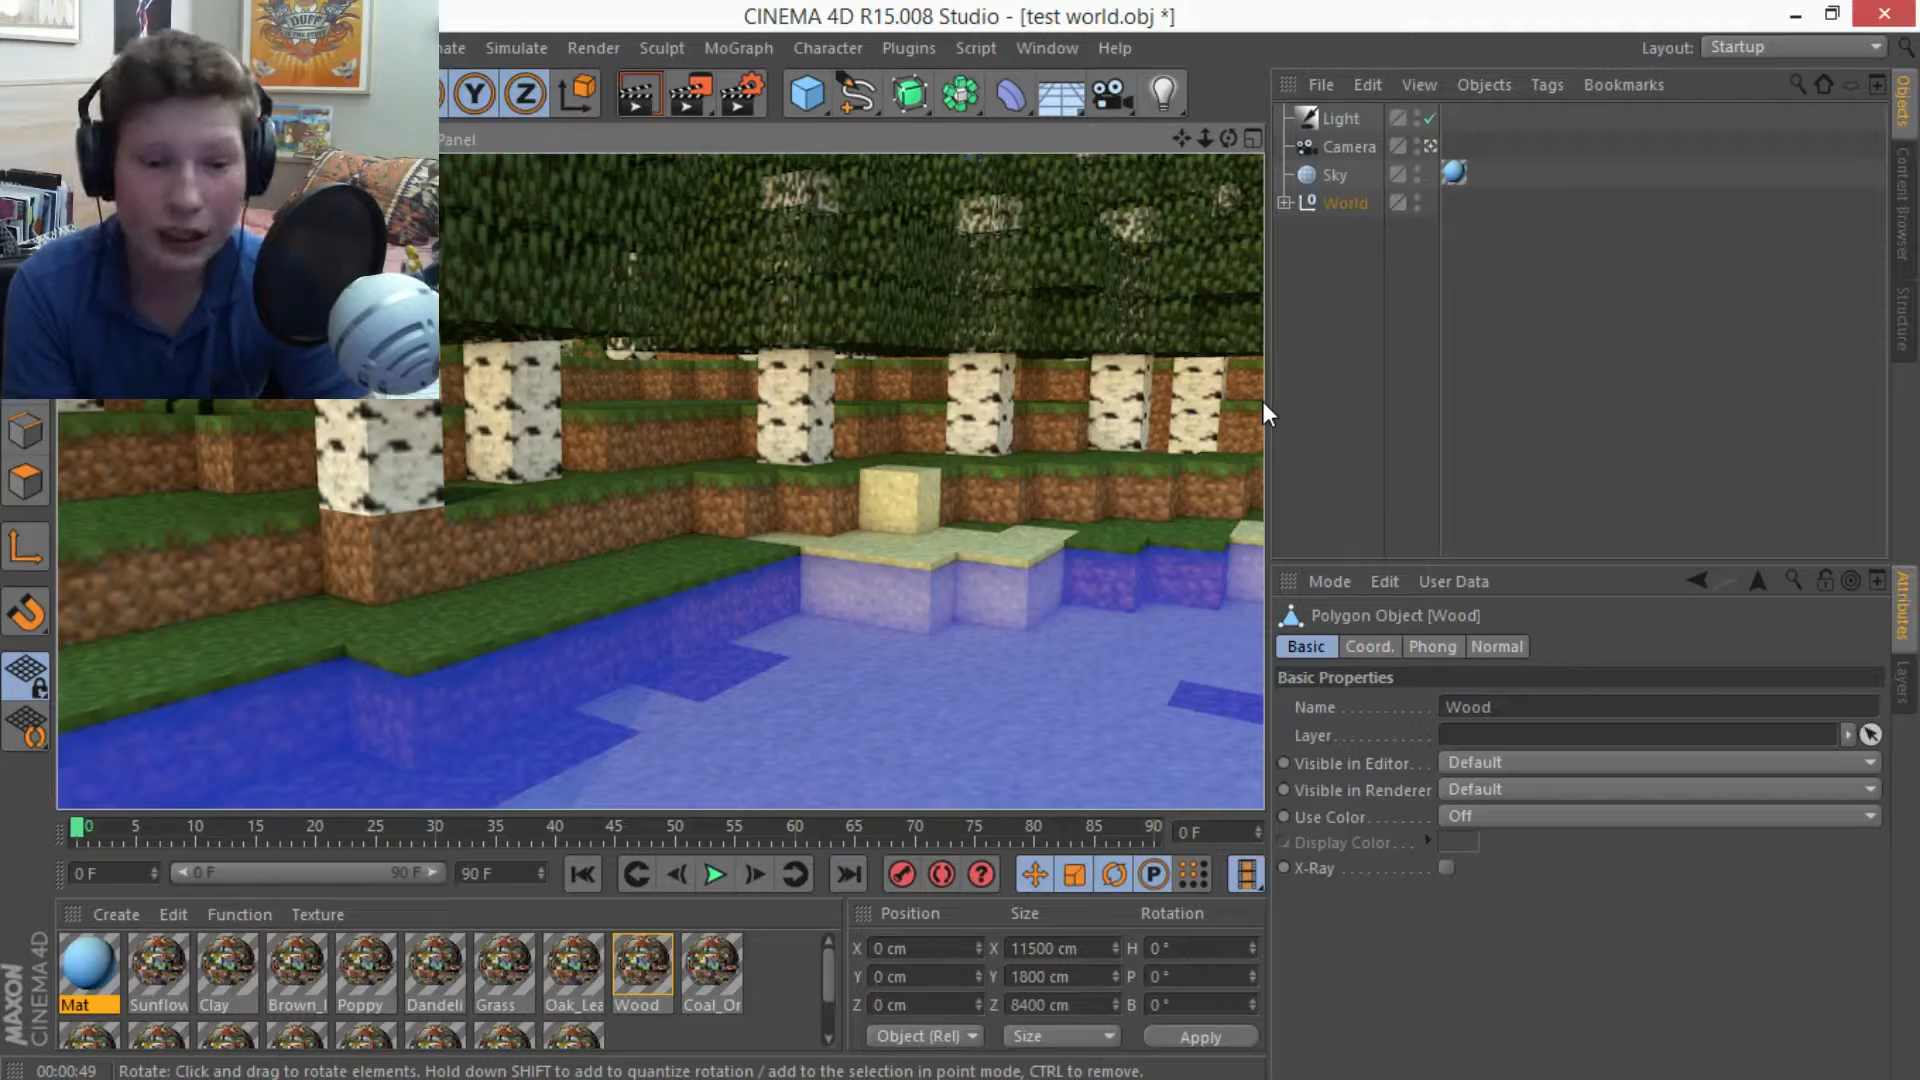 CINEMA 4D R15.008 Studio - [test world.obj *]
ate Simulate Render Sculpt MoGraph Character Plugins Script Window Help
Layout: Startup
DUFF
Y Z
Panel
File Edit View Objects Tags Bookmarks
Light
Camera
Sky
World
Objects
Content Browser
Structure
Mode Edit User Data
Polygon Object [Wood]
Basic Coord. Phong Normal
Basic Properties
Name Wood
Layer
Visible in Editor Default
Visible in Renderer Default
Use Color Off
Display Color
X-Ray
Attributes
Layers
0 5 10 15 20 25 30 35 40 45 50 55 60 65 70 75 80 85 90 0 F
0 F 0 F 90 F 90 F
P
Create Edit Function Texture
Mat Sunflow Clay Brown_I Poppy Dandeli Grass Oak_Lea Wood Coal_Or
Position Size Rotation
X 0 cm X 11500 cm H 0 °
Y 0 cm Y 1800 cm P 0 °
Z 0 cm Z 8400 cm B 0 °
Object (Rel) Size Apply
MAXON
CINEMA 4D
00:00:49 Rotate: Click and drag to rotate elements. Hold down SHIFT to add to quantize rotation / add to the selection in point mode, CTRL to remove.